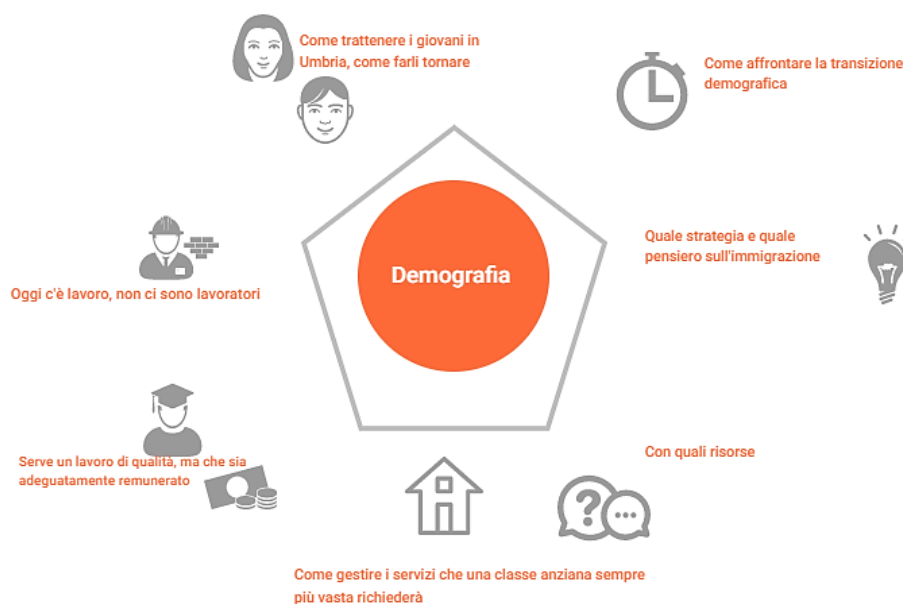 Come trattenere i giovani in
Umbria, come farli tornare
Come affrontare la transizione
demografica
Quale strategia e quale
pensiero sull'immigrazione
Demografia
Oggi c'è lavoro, non ci sono lavoratori
Serve un lavoro di qualità, ma che sia
adeguatamente remunerato
Con quali risorse
Come gestire i servizi che una classe anziana sempre
più vasta richiederà